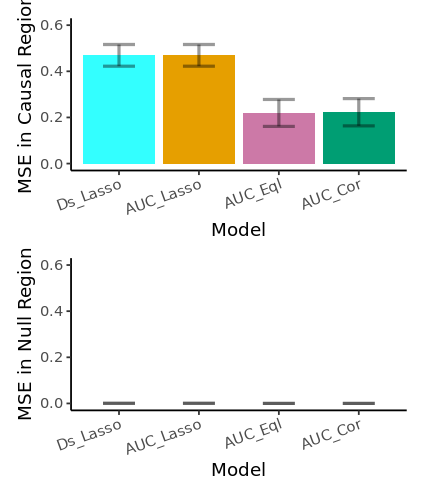 MSE in Causal Region
0.6
0.4
0.2
0.0
Ds_Lasso
AUC_Lasso
AUC_Eql
AUC_Cor
Model
MSE in Null Region
0.6
0.4
0.2
0.0
Ds_Lasso
AUC_Lasso
AUC_Eql
AUC_Cor
Model